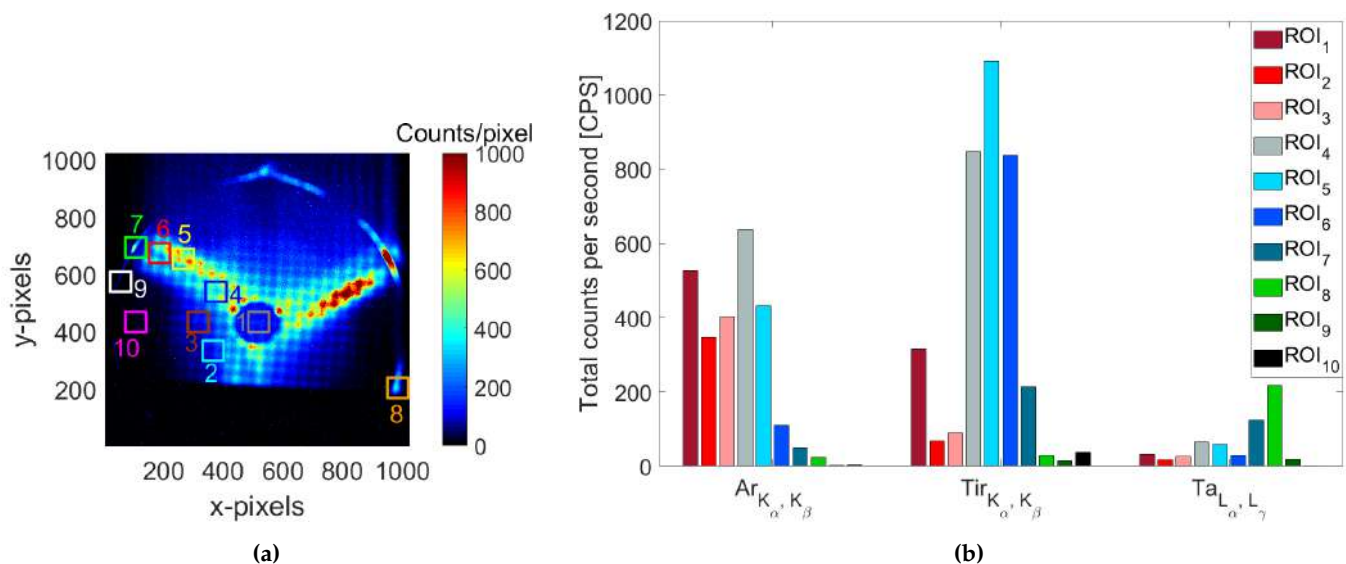 Counts/pixel
1000
800
600
400
200
0
y-pixels
1000
800
600
400
200
7
6
5
9
4
1
10
3
2
8
200 400 600 800 1000
x-pixels
(a)
Total counts per second [CPS]
1200
1000
800
600
400
200
0
ROI1
ROI2
ROI3
ROI4
ROI5
ROI6
ROI7
ROI8
ROI9
ROI10
ArKα, Kβ TirKα, Kβ TaLα, Lγ
(b)